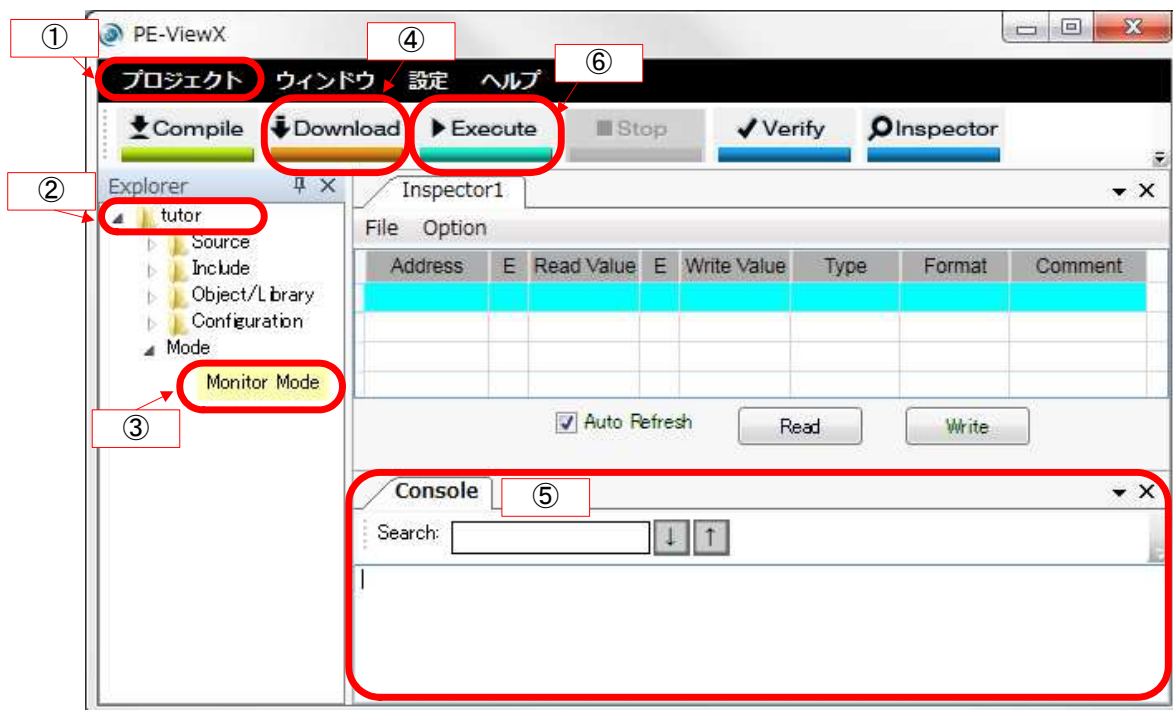 ① PE-ViewX ④
⑥
プロジェクト ウィンドウ 設定 ヘルプ
Compile Download Execute Stop Verify Inspector
② Explorer
Inspector1
tutor
File Option
Source
Include
Address E Read Value E Write Value Type Format Comment
Object/Library
Configuration
Mode
Monitor Mode
③
Auto Refresh Read Write
Console ⑤
Search: ↓ ↑